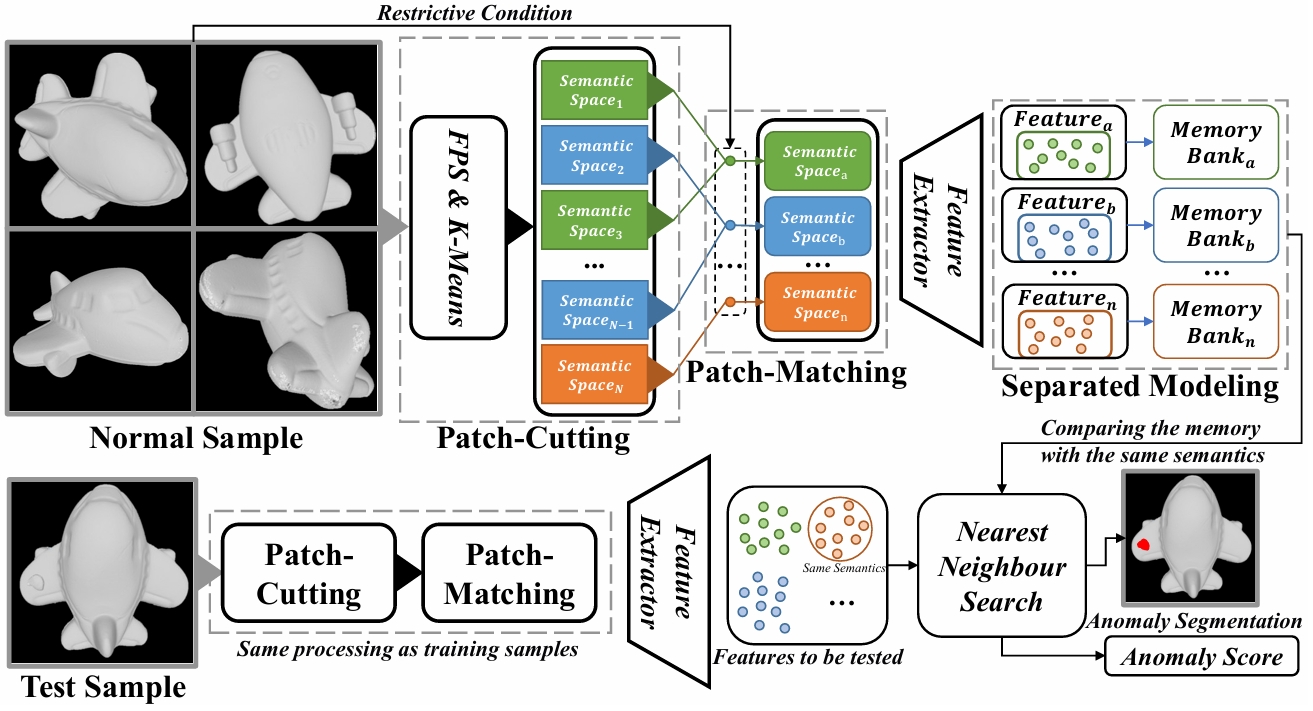 Restrictive Condition
FPS & K-Means
Semantic
Space₁
Semantic
Space₂
Semantic
Space₃
...
Semantic
Space_{N−1}
Semantic
Space_N
Patch-Cutting
...
Semantic
Space_a
Semantic
Space_b
...
Semantic
Space_n
Patch-Matching
Feature
Extractor
Feature_a
Memory
Bank_a
Feature_b
Memory
Bank_b
...
...
Feature_n
Memory
Bank_n
Separated Modeling
Normal Sample
Comparing the memory
with the same semantics
Test Sample
Patch-
Cutting
Patch-
Matching
Same processing as training samples
Feature
Extractor
Same Semantics
...
Features to be tested
Nearest
Neighbour
Search
Anomaly Segmentation
Anomaly Score